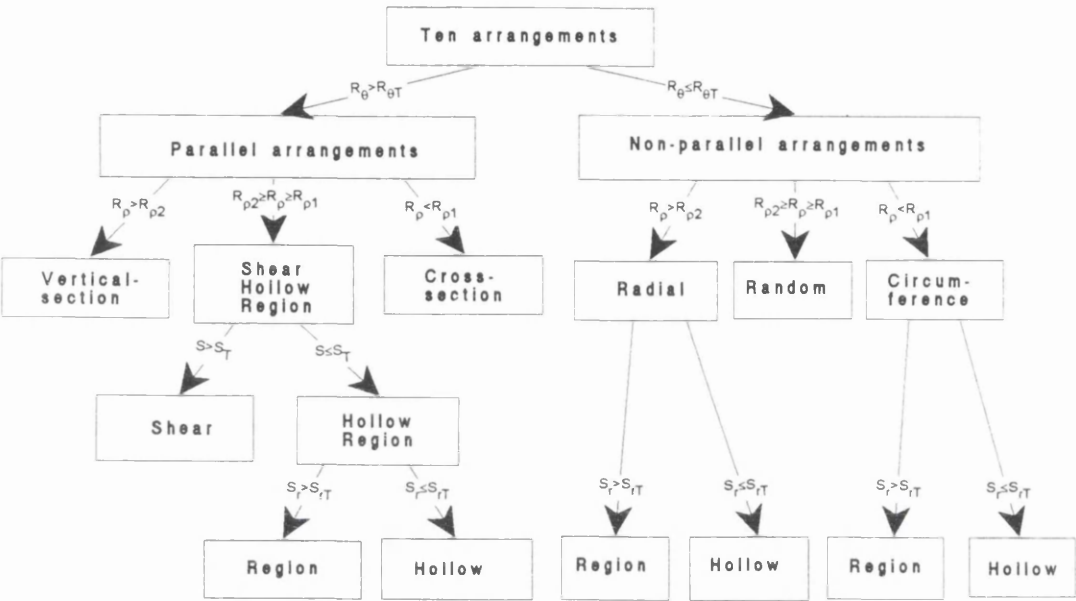 Ten arrangements
Rθ>RθT
Rθ≤RθT
Parallel arrangements
Non-parallel arrangements
Rρ>Rρ2
Rρ2≥Rρ≥Rρ1
Rρ<Rρ1
Rρ>Rρ2
Rρ2≥Rρ≥Rρ1
Rρ<Rρ1
Vertical-
section
Shear
Hollow
Region
Cross-
section
Radial
Random
Circum-
ference
S>ST
S≤ST
Shear
Hollow
Region
Sr>SrT
Sr≤SrT
Sr>SrT
Sr≤SrT
Sr>SrT
Sr≤SrT
Region
Hollow
Region
Hollow
Region
Hollow